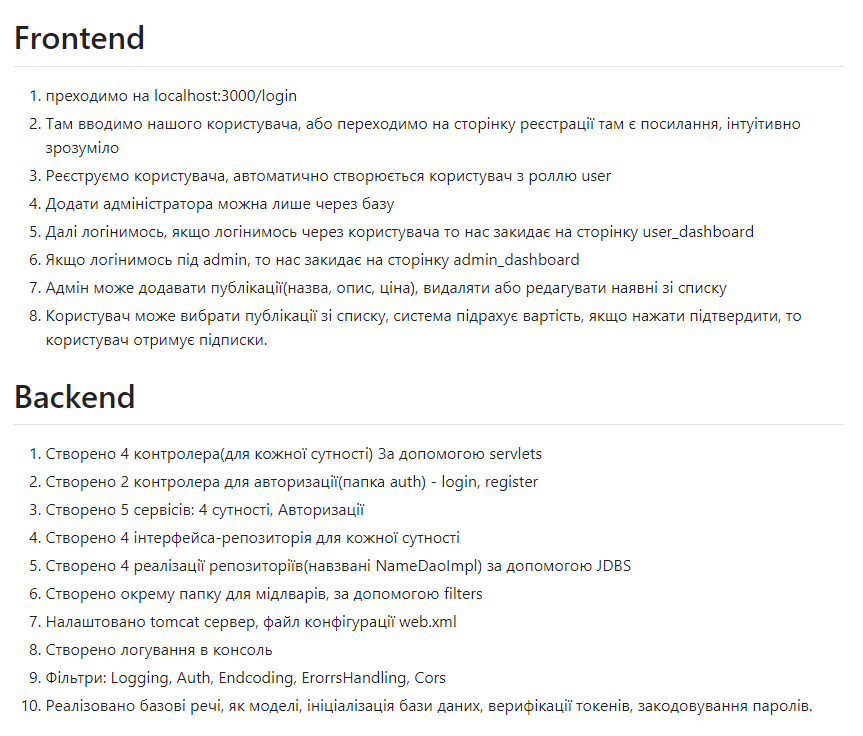 Frontend
1. преходимо на localhost:3000/login
2. Там вводимо нашого користувача, або переходимо на сторінку реєстрації там є посилання, інтуітивно
зрозуміло
3. Реєструємо користувача, автоматично створюється користувач з роллю user
4. Додати адміністратора можна лише через базу
5. Далі логінимось, якщо логінимось через користувача то нас закидає на сторінку user_dashboard
6. Якщо логінимось під admin, то нас закидає на сторінку admin_dashboard
7. Адмін може додавати публікації(назва, опис, ціна), видаляти або редагувати наявні зі списку
8. Користувач може вибрати публікації зі списку, система підрахує вартість, якщо нажати підтвердити, то
користувач отримує підписки.
Backend
1. Створено 4 контролера(для кожної сутності) За допомогою servlets
2. Створено 2 контролера для авторизації(папка auth) - login, register
3. Створено 5 сервісів: 4 сутності, Авторизації
4. Створено 4 інтерфейса-репозиторія для кожної сутності
5. Створено 4 реалізації репозиторіїв(навзвані NameDaoImpl) за допомогою JDBS
6. Створено окрему папку для мідлварів, за допомогою filters
7. Налаштовано tomcat сервер, файл конфігурації web.xml
8. Створено логування в консоль
9. Фільтри: Logging, Auth, Endcoding, ErorrsHandling, Cors
10. Реалізовано базові речі, як моделі, ініціалізація бази даних, верифікації токенів, закодовування паролів.